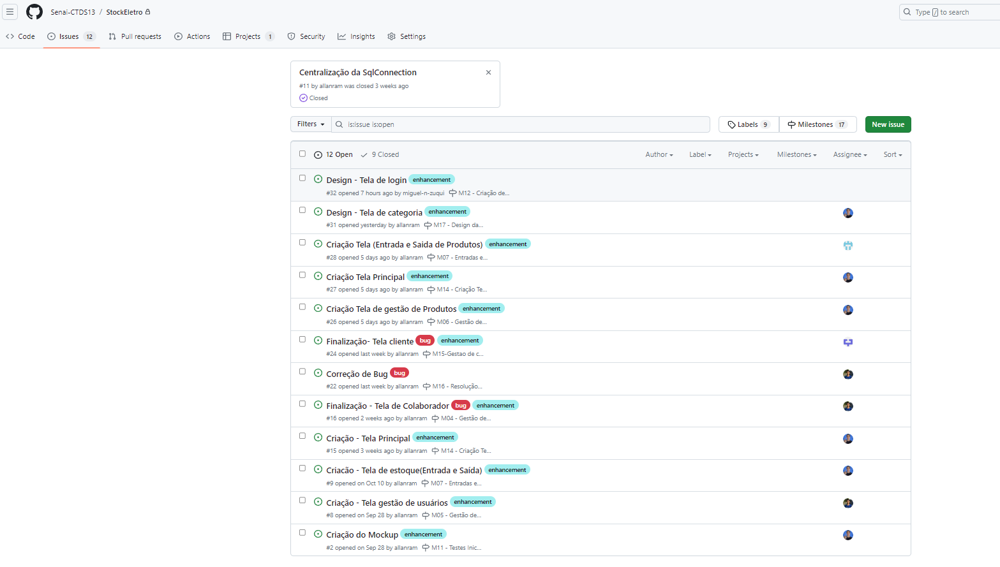 Senai-CTDS13 / StockEletro
Type / to search
Code
Issues 12
Pull requests
Actions
Projects 1
Security
Insights
Settings
Centralização da SqlConnection
#11 by allanram was closed 3 weeks ago
Closed
Filters
is:issue is:open
Labels 9
Milestones 17
New issue
12 Open
9 Closed
Author
Label
Projects
Milestones
Assignee
Sort
Design - Tela de login enhancement
#32 opened 7 hours ago by miguel-n-zuqui M12 - Criação de...
Design - Tela de categoria enhancement
#31 opened yesterday by allanram M17 - Design da...
Criação Tela (Entrada e Saida de Produtos) enhancement
#28 opened 5 days ago by allanram M07 - Entradas e...
Criação Tela Principal enhancement
#27 opened 5 days ago by allanram M14 - Criação Te...
Criação Tela de gestão de Produtos enhancement
#26 opened 5 days ago by allanram M06 - Gestão de...
Finalização- Tela cliente bug enhancement
#24 opened last week by allanram M15-Gestao de c...
Correção de Bug bug
#22 opened last week by allanram M16 - Resolução...
Finalização - Tela de Colaborador bug enhancement
#16 opened 2 weeks ago by allanram M04 - Gestão de...
Criação - Tela Principal enhancement
#15 opened 3 weeks ago by allanram M14 - Criação Te...
Criacão - Tela de estoque(Entrada e Saída) enhancement
#9 opened on Oct 10 by allanram M07 - Entradas e...
Criação - Tela gestão de usuários enhancement
#8 opened on Sep 28 by allanram M05 - Gestão de...
Criação do Mockup enhancement
#2 opened on Sep 28 by allanram M11 - Testes Inic...